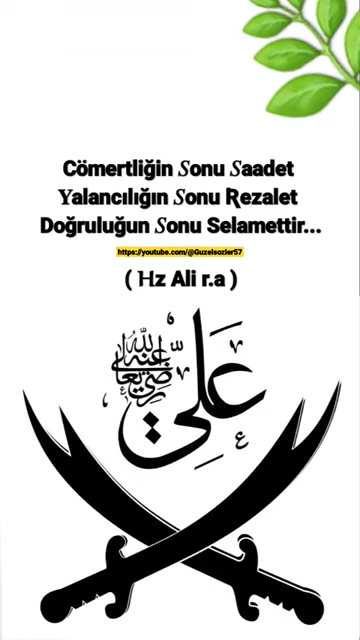 Cömertliğin Sonu Saadet
Yalancılığın Sonu Rezalet
Doğruluğun Sonu Selamettir...
https://youtube.com/@Guzelsozler57
( Hz Ali r.a )
علي
رضي الله تعالى عنه